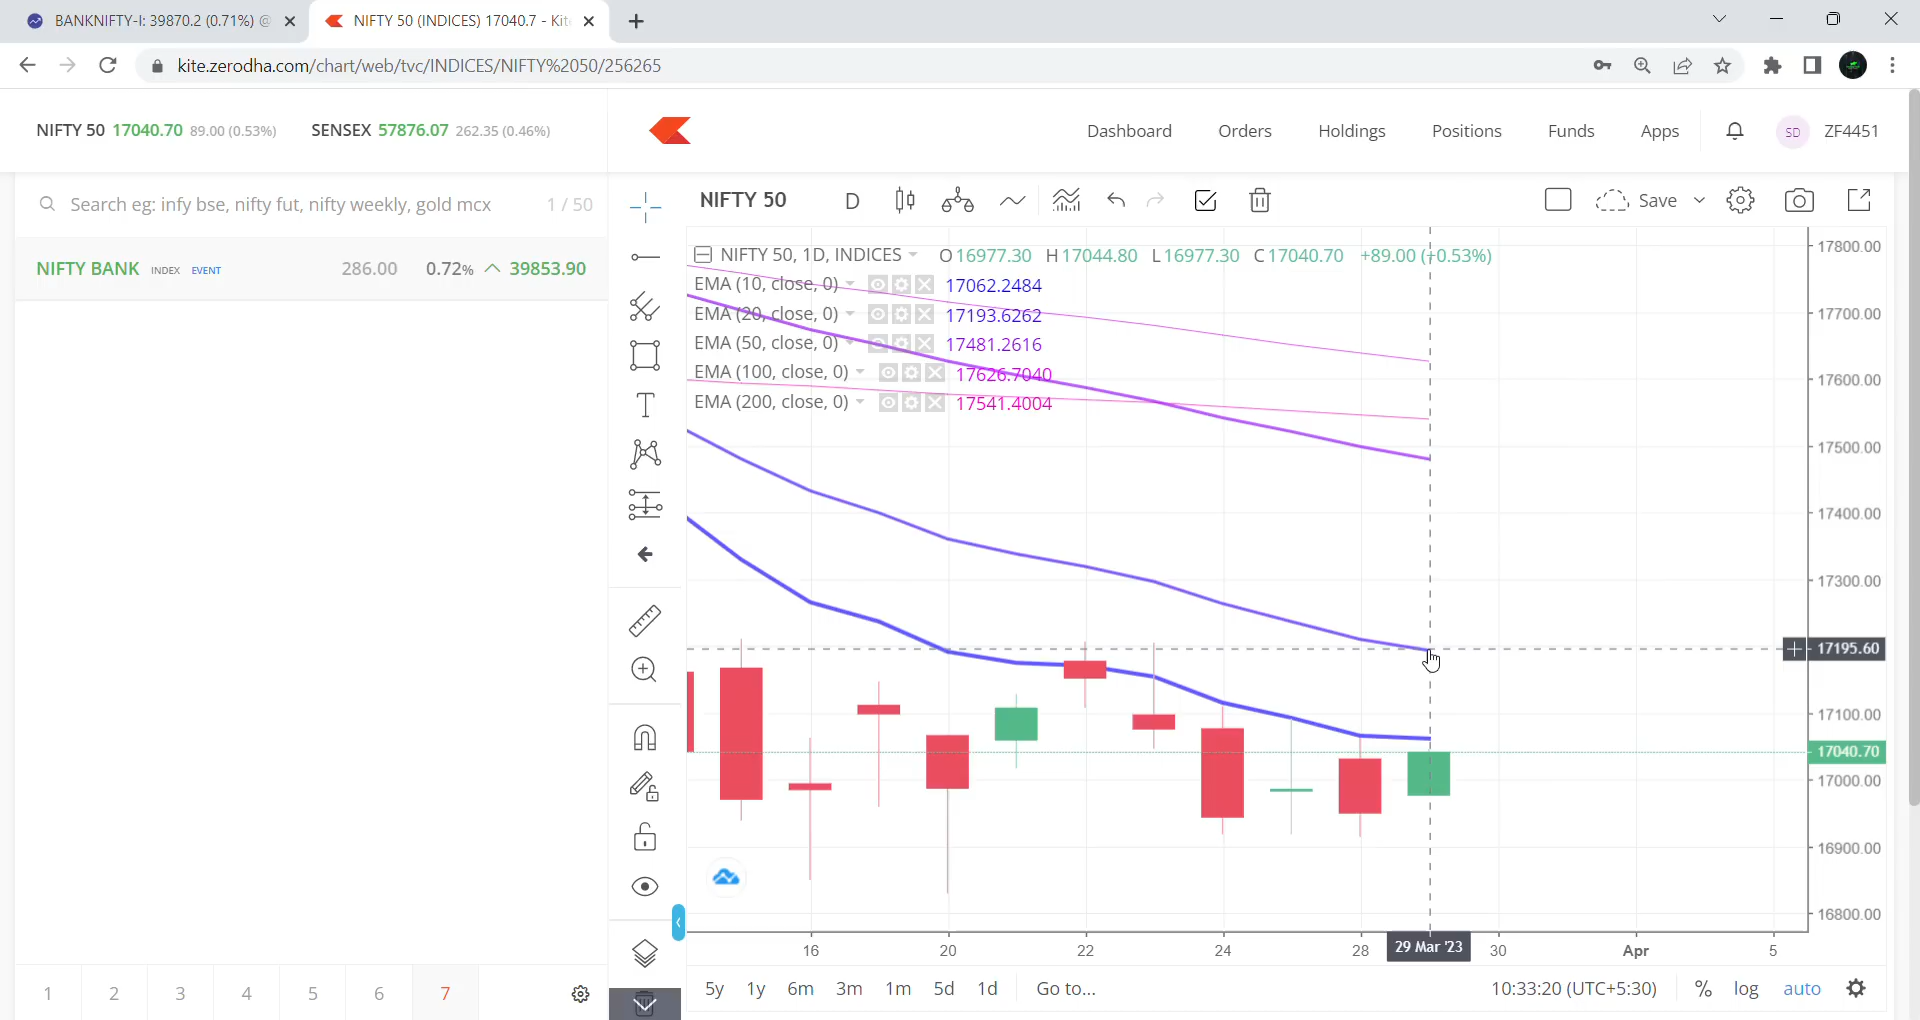 BANKNIFTY-I: 39870.2 (0.71%) @
NIFTY 50 (INDICES) 17040.7 - Kit
kite.zerodha.com/chart/web/tvc/INDICES/NIFTY%2050/256265
NIFTY 50 17040.70 89.00 (0.53%) SENSEX 57876.07 262.35 (0.46%)
Dashboard Orders Holdings Positions Funds Apps SD ZF4451
Search eg: infy bse, nifty fut, nifty weekly, gold mcx 1 / 50
NIFTY BANK INDEX EVENT 286.00 0.72% 39853.90
NIFTY 50 D Save
NIFTY 50, 1D, INDICES O16977.30 H17044.80 L16977.30 C17040.70 +89.00 (+0.53%)
EMA (10, close, 0) 17062.2484
EMA (20, close, 0) 17193.6262
EMA (50, close, 0) 17481.2616
EMA (100, close, 0) 17626.7040
EMA (200, close, 0) 17541.4004
17800.00
17700.00
17600.00
17500.00
17400.00
17300.00
17195.60
17100.00
17040.70
17000.00
16900.00
16800.00
16 20 22 24 28 29 Mar '23 30 Apr 5
5y 1y 6m 3m 1m 5d 1d Go to... 10:33:20 (UTC+5:30) % log auto
1 2 3 4 5 6 7